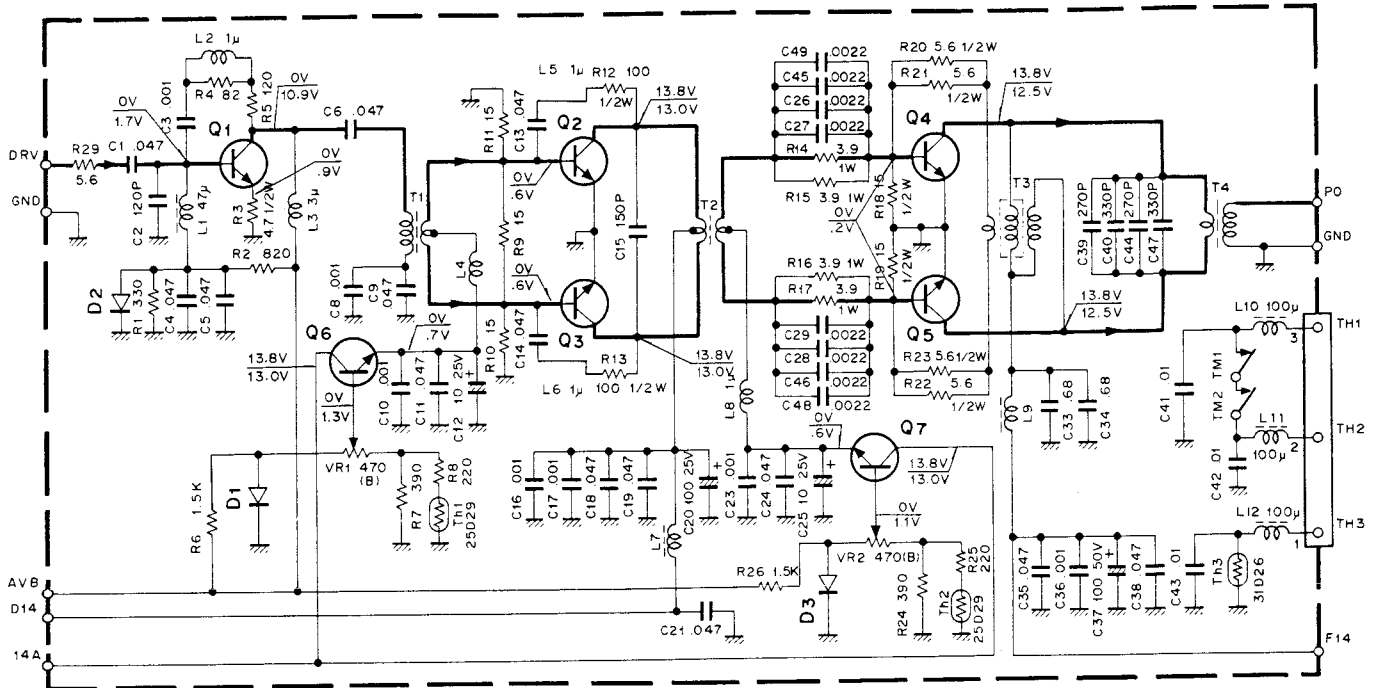 L2 1μ
R4 82
R5 120
C3 .001
0V
1.7V
0V
10.9V
Q1
C6 .047
DRV
R29
5.6
C1 .047
GND
C2 120P
L1 47μ
0V
.9V
R3
4.7 1/2W
L3 3μ
R2 820
D2
R1 330
C4 .047
C5 .047
T1
C8 .001
C9 .047
L4
R11 15
R9 15
R10 15
L5 1μ
R12 100
1/2W
C13 .047
Q2
0V
.6V
13.8V
13.0V
C15 150P
0V
.6V
Q3
C14 .047
R13
100 1/2W
L6 1μ
13.8V
13.0V
T2
Q6
0V
.7V
13.8V
13.0V
0V
1.3V
C10 .001
C11 .047
C12 10 25V
VR1 470
(B)
R6 1.5K
D1
R7 390
R8 220
Th1
25D29
C49 .0022
C45 .0022
C26 .0022
C27 .0022
R14 3.9
1W
R15 3.9 1W
R20 5.6 1/2W
R21 5.6
1/2W
Q4
13.8V
12.5V
0V
.2V
R18 15
1/2W
R19 15
1/2W
R16 3.9 1W
R17 3.9
1W
Q5
C29 .0022
C28 .0022
C46 .0022
C48 .0022
R23 5.6 1/2W
R22 5.6
1/2W
T3
C39 270P
C40 330P
C44 270P
C47 330P
13.8V
12.5V
T4
PO
GND
L8 1μ
0V
.6V
Q7
13.8V
13.0V
0V
1.1V
C16 .001
C17 .001
C18 .047
C19 .047
C20 100 25V
C23 .001
C24 .047
C25 10 25V
L7
VR2 470(B)
R26 1.5K
D3
R24 390
R25 220
Th2
25D29
C21 .047
L9
C33 .68
C34 .68
C35 .047
C36 .001
C37 100 50V
C38 .047
C43 .01
Th3
31D26
C41 .01
TM1
TM2
C42 .01
L10 100μ
TH1
3
L11
100μ
TH2
2
L12 100μ
TH3
1
AVB
D14
14A
F14